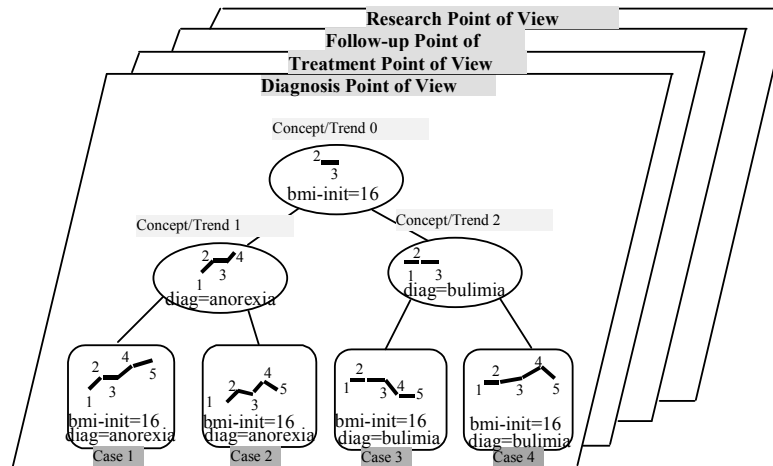 Research Point of View
Follow-up Point of
Treatment Point of View
Diagnosis Point of View
Concept/Trend 0
2
3
bmi-init=16
Concept/Trend 1
Concept/Trend 2
2 4
1 3
diag=anorexia
2
1 3
diag=bulimia
2 4
1 3 5
bmi-init=16
diag=anorexia
Case 1
2 4
1 3 5
bmi-init=16
diag=anorexia
Case 2
1 2
3 4 5
bmi-init=16
diag=bulimia
Case 3
4
1 2 3 5
bmi-init=16
diag=bulimia
Case 4